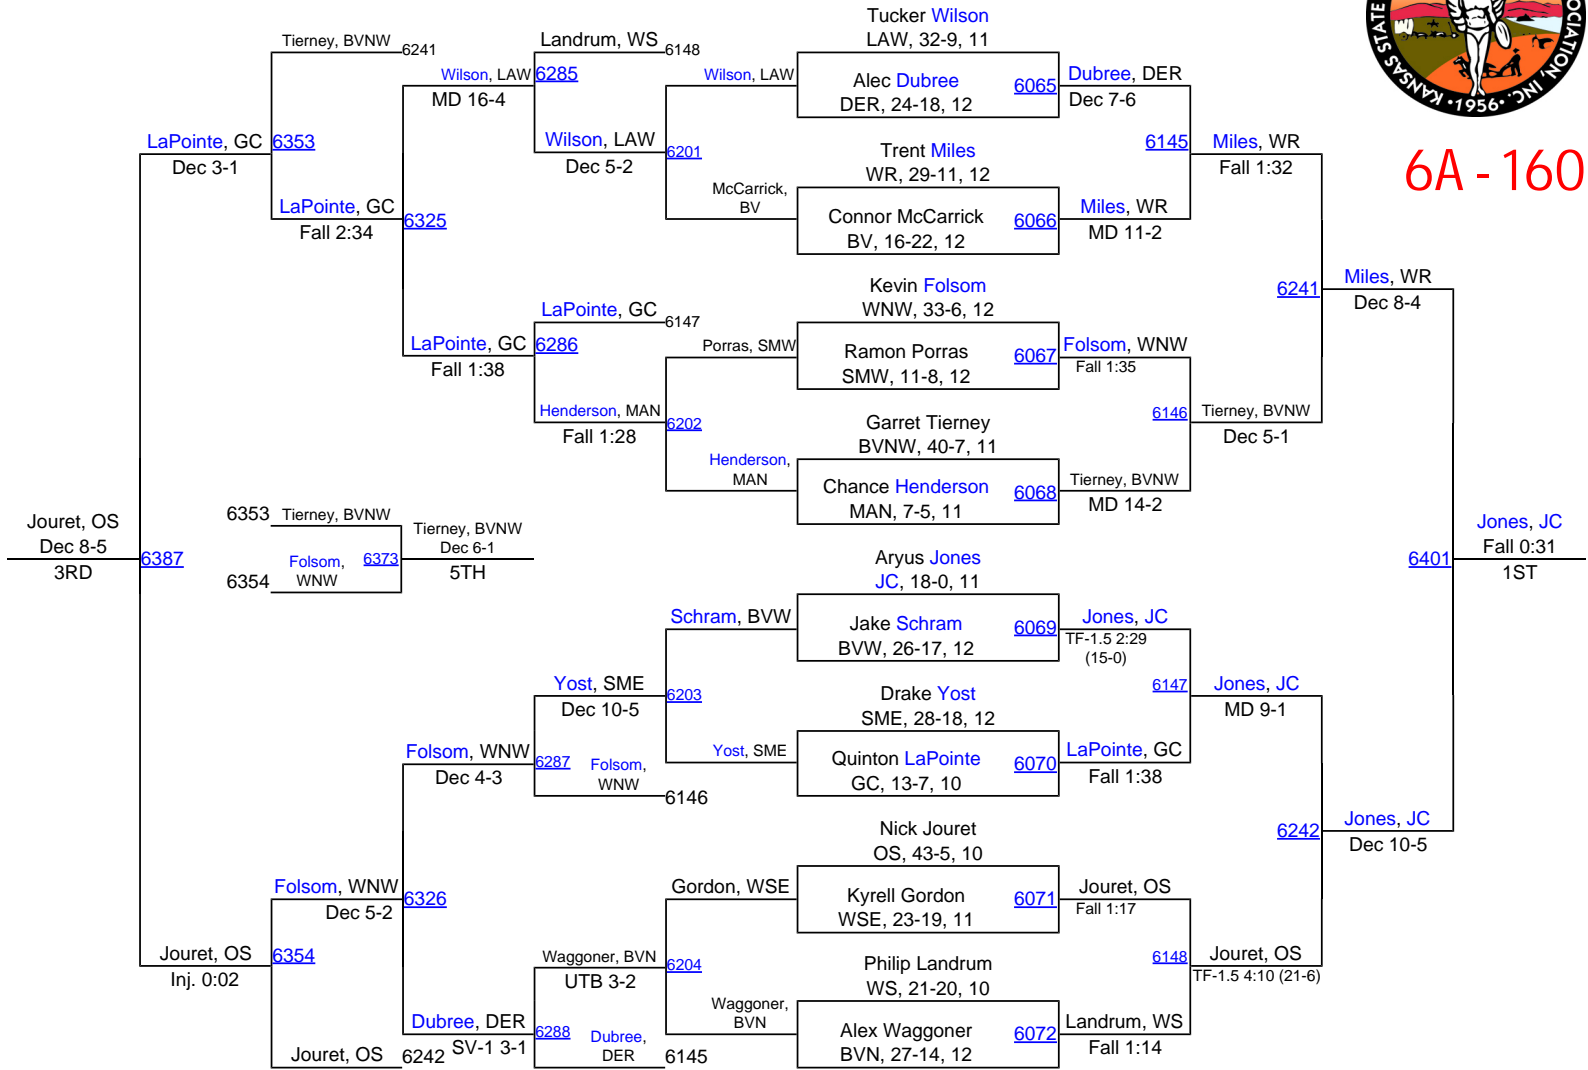 KANSAS STATE
OCIATION, INC.
•1956•
6A - 160
Tierney, BVNW
6241
LaPointe, GC
6353
Dec 3-1
LaPointe, GC
Fall 2:34
Wilson, LAW
MD 16-4
6325
LaPointe, GC
Fall 1:38
Landrum, WS
6148
6285
Wilson, LAW
Dec 5-2
LaPointe, GC
6147
6286
Henderson, MAN
Fall 1:28
Wilson, LAW
6201
McCarrick,
BV
Porras, SMW
6202
Henderson,
MAN
Tucker Wilson
LAW, 32-9, 11
Alec Dubree
DER, 24-18, 12
6065
Dubree, DER
Dec 7-6
Trent Miles
WR, 29-11, 12
Connor McCarrick
BV, 16-22, 12
6066
Miles, WR
MD 11-2
6145
Miles, WR
Fall 1:32
Kevin Folsom
WNW, 33-6, 12
Ramon Porras
SMW, 11-8, 12
6067
Folsom, WNW
Fall 1:35
Garret Tierney
BVNW, 40-7, 11
Chance Henderson
MAN, 7-5, 11
6068
Tierney, BVNW
MD 14-2
6146
Tierney, BVNW
Dec 5-1
6241
Miles, WR
Dec 8-4
Jouret, OS
Dec 8-5
3RD
6387
6353
Tierney, BVNW
6354
Folsom,
WNW
6373
Tierney, BVNW
Dec 6-1
5TH
6401
Jones, JC
Fall 0:31
1ST
Aryus Jones
JC, 18-0, 11
Jake Schram
BVW, 26-17, 12
6069
Jones, JC
TF-1.5 2:29
(15-0)
Drake Yost
SME, 28-18, 12
Quinton LaPointe
GC, 13-7, 10
6070
LaPointe, GC
Fall 1:38
6147
Jones, JC
MD 9-1
Nick Jouret
OS, 43-5, 10
Kyrell Gordon
WSE, 23-19, 11
6071
Jouret, OS
Fall 1:17
Philip Landrum
WS, 21-20, 10
Alex Waggoner
BVN, 27-14, 12
6072
Landrum, WS
Fall 1:14
6148
Jouret, OS
TF-1.5 4:10 (21-6)
6242
Jones, JC
Dec 10-5
Schram, BVW
6203
Yost, SME
Yost, SME
Dec 10-5
6287
Folsom,
WNW
6146
Folsom, WNW
Dec 4-3
6326
Folsom, WNW
Dec 5-2
6354
Jouret, OS
Inj. 0:02
Jouret, OS
6242
Dubree, DER
SV-1 3-1
Gordon, WSE
6204
Waggoner,
BVN
Waggoner, BVN
UTB 3-2
6288
Dubree,
DER
6145